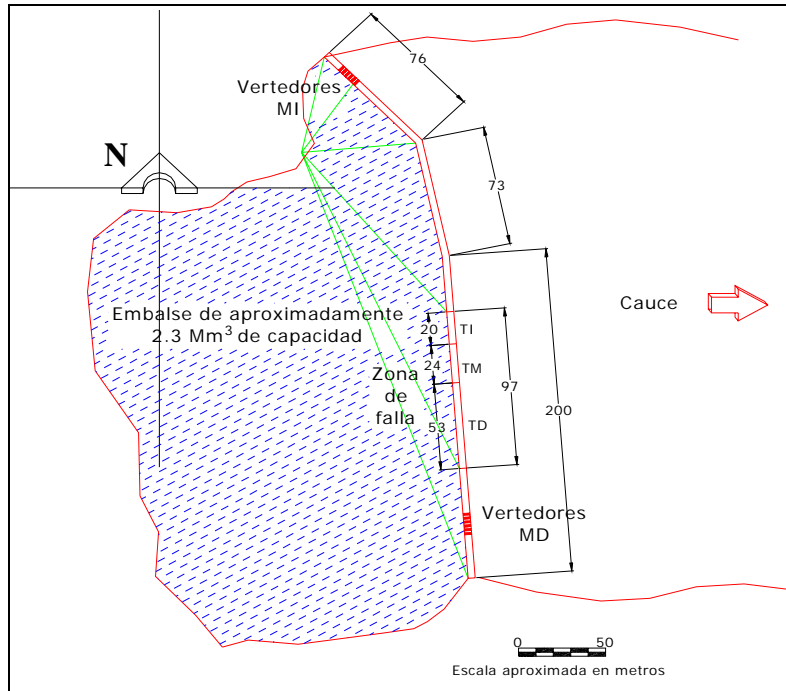 76
Vertedores
MI
N
73
Embalse de aproximadamente
2.3 Mm³ de capacidad
Cauce
20
TI
24
TM
97
Zona
de
falla
200
53
TD
Vertedores
MD
0 50
Escala aproximada en metros